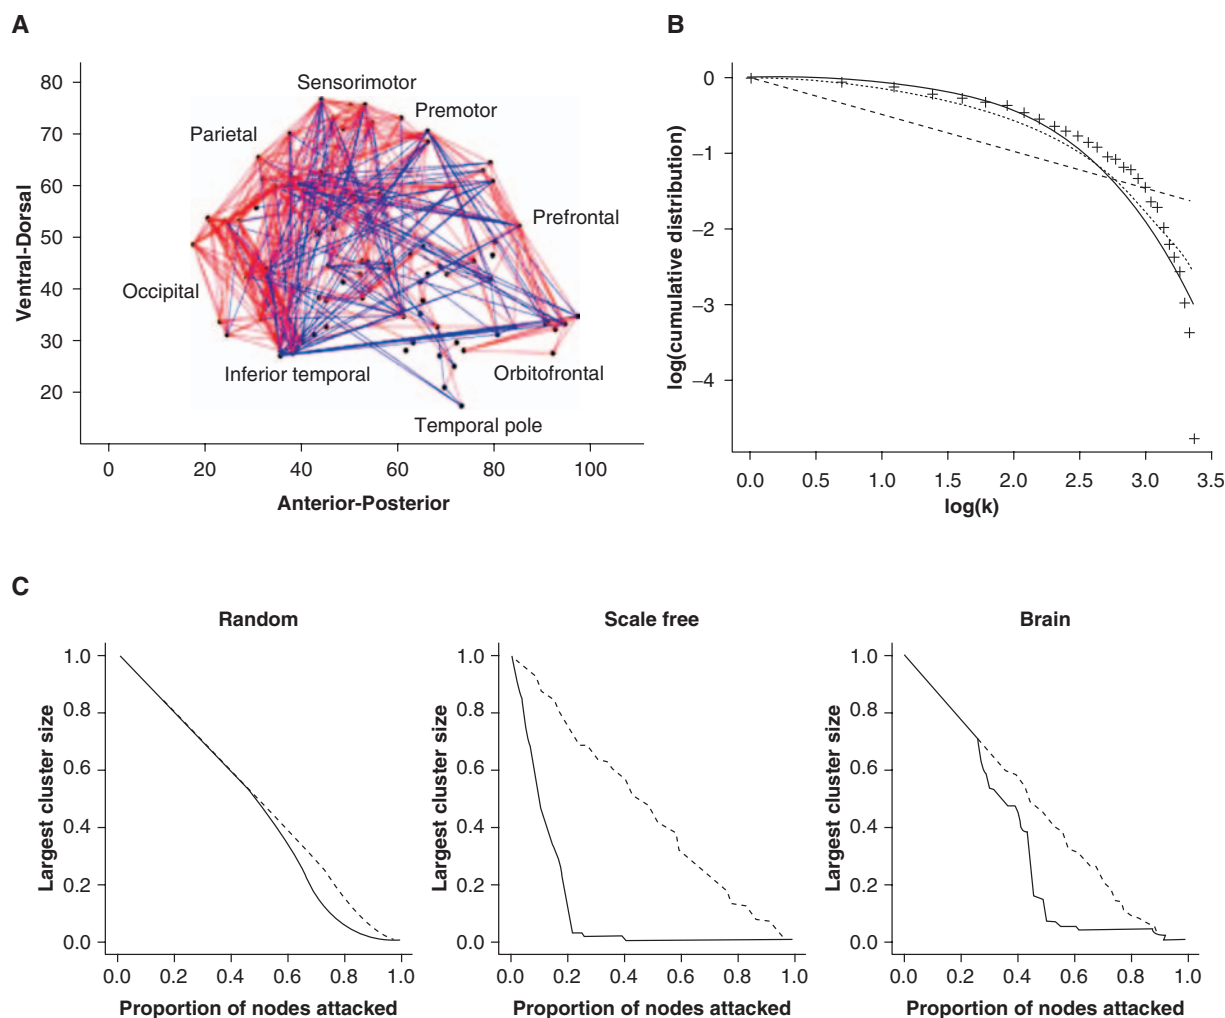 A
Sensorimotor
Premotor
Parietal
Prefrontal
Occipital
Inferior temporal
Orbitofrontal
Temporal pole
Ventral-Dorsal
80
70
60
50
40
30
20
0 20 40 60 80 100
Anterior-Posterior
B
log(cumulative distribution)
0
−1
−2
−3
−4
0.0 0.5 1.0 1.5 2.0 2.5 3.0 3.5
log(k)
C
Random
Largest cluster size
1.0
0.8
0.6
0.4
0.2
0.0
0.0 0.2 0.4 0.6 0.8 1.0
Proportion of nodes attacked
Scale free
Largest cluster size
1.0
0.8
0.6
0.4
0.2
0.0
0.0 0.2 0.4 0.6 0.8 1.0
Proportion of nodes attacked
Brain
Largest cluster size
1.0
0.8
0.6
0.4
0.2
0.0
0.0 0.2 0.4 0.6 0.8 1.0
Proportion of nodes attacked